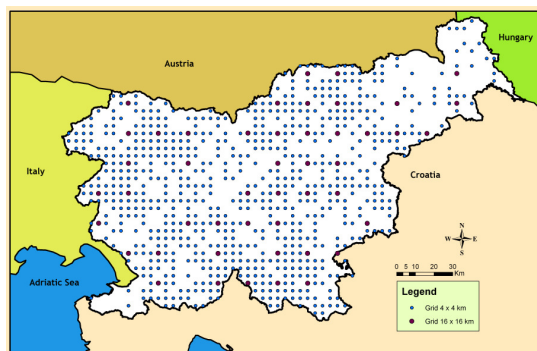 Hungary
Austria
Italy
Croatia
N
W E
S
Adriatic Sea
0 5 10 20 30
Km
Legend
Grid 4 x 4 km
Grid 16 x 16 km